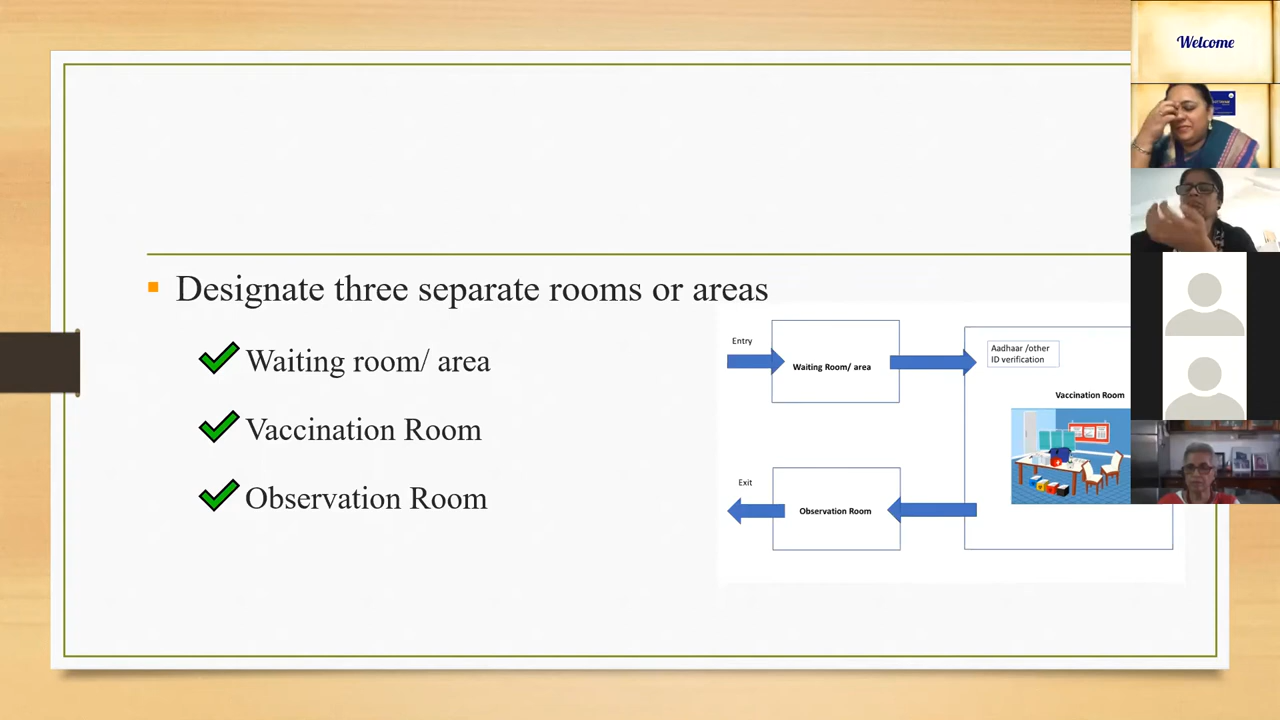 Welcome
Designate three separate rooms or areas
Waiting room/ area
Vaccination Room
Observation Room
Entry
Waiting Room/ area
Aadhaar /other
ID verification
Vaccination Room
Exit
Observation Room